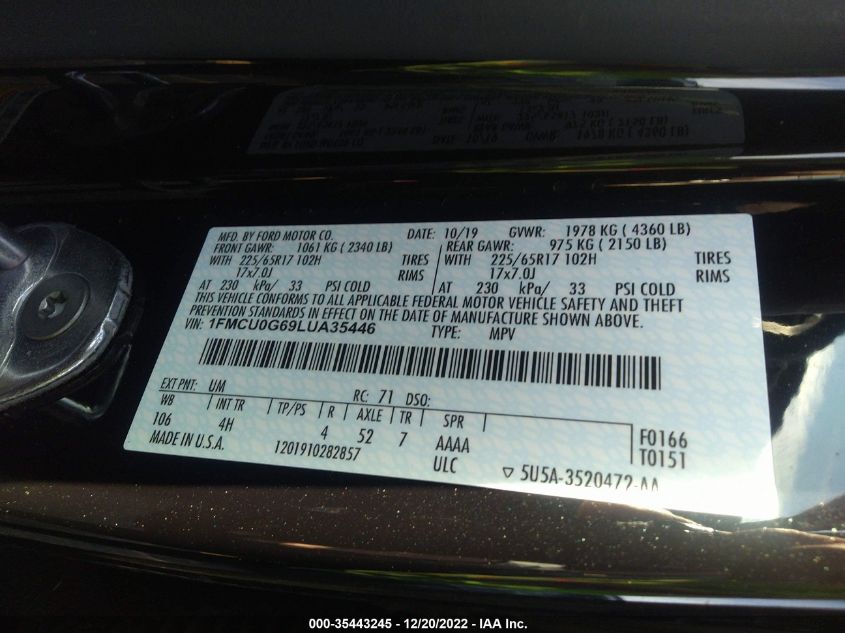 MFD. BY FORD MOTOR CO. DATE: 10/19 GVWR: 1978 KG ( 4360 LB)
FRONT GAWR: 1061 KG ( 2340 LB) REAR GAWR: 975 KG ( 2150 LB)
WITH 225/65R17 102H TIRES WITH 225/65R17 102H TIRES
17x7.0J RIMS 17x7.0J RIMS
AT 230 kPa/ 33 PSI COLD AT 230 kPa/ 33 PSI COLD
THIS VEHICLE CONFORMS TO ALL APPLICABLE FEDERAL MOTOR VEHICLE SAFETY AND THEFT
PREVENTION STANDARDS IN EFFECT ON THE DATE OF MANUFACTURE SHOWN ABOVE.
VIN: 1FMCU0G69LUA35446 TYPE: MPV
EXT PNT: UM RC: 71 DSO:
WB INT TR TP/PS R AXLE TR SPR
106 4H 4 52 7 AAAA F0166
MADE IN U.S.A. 1201910282857 ULC T0151
▽ 5U5A-3520472-AA
000-35443245 - 12/20/2022 - IAA Inc.